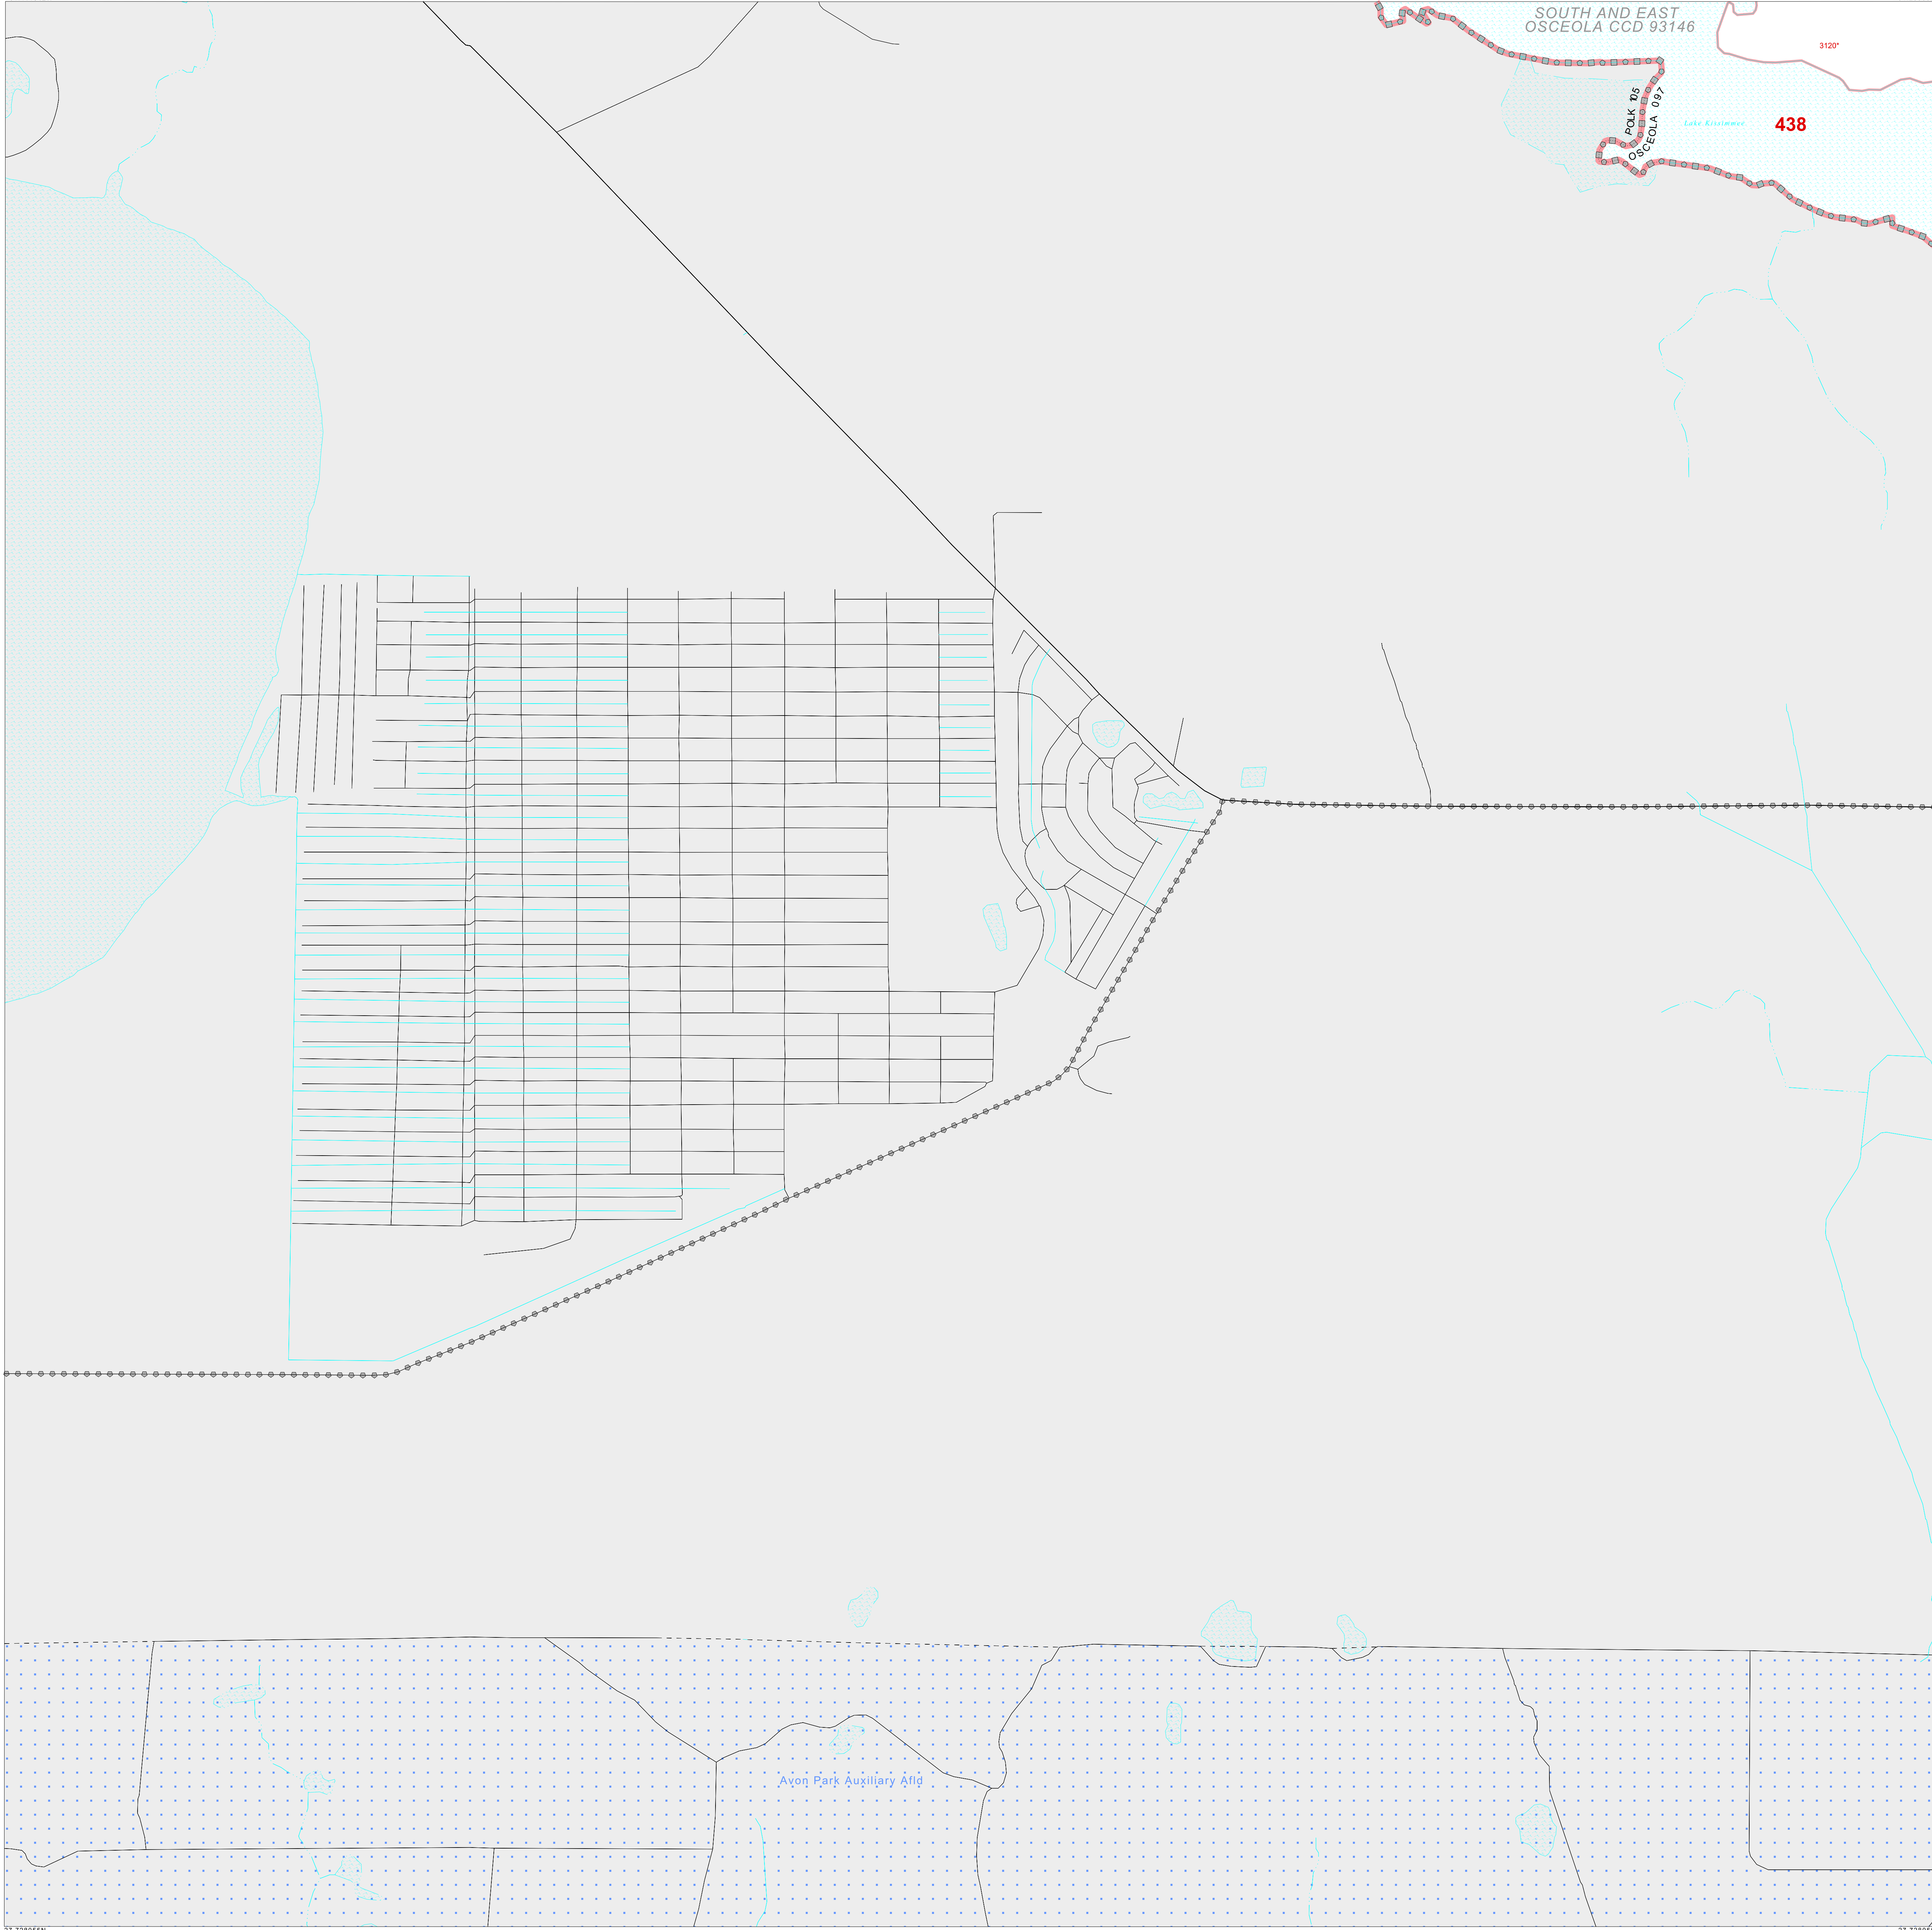 SOUTH AND EAST
OSCEOLA CCD 93146
3120*
POLK 105
OSCEOLA 097
Lake Kissimmee
438
Avon Park Auxiliary Afld